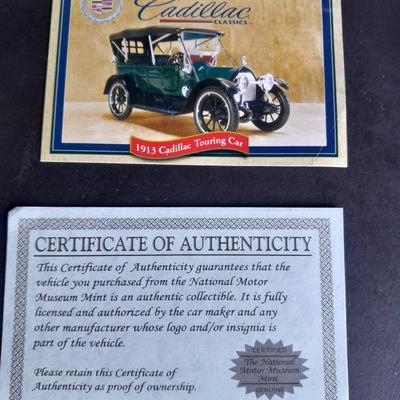 Cadillac
CLASSICS
1913 Cadillac Touring Car
CERTIFICATE OF AUTHENTICITY
This Certificate of Authenticity guarantees that the
vehicle you purchased from the National Motor
Museum Mint is an authentic collectible. It is fully
licensed and authorized by the car maker and any
other manufacturer whose logo and/or insignia is
part of the vehicle.
Please retain this Certificate of
Authenticity as proof of ownership.
CERTIFIED
The National
Motor Museum
Mint
GENUINE